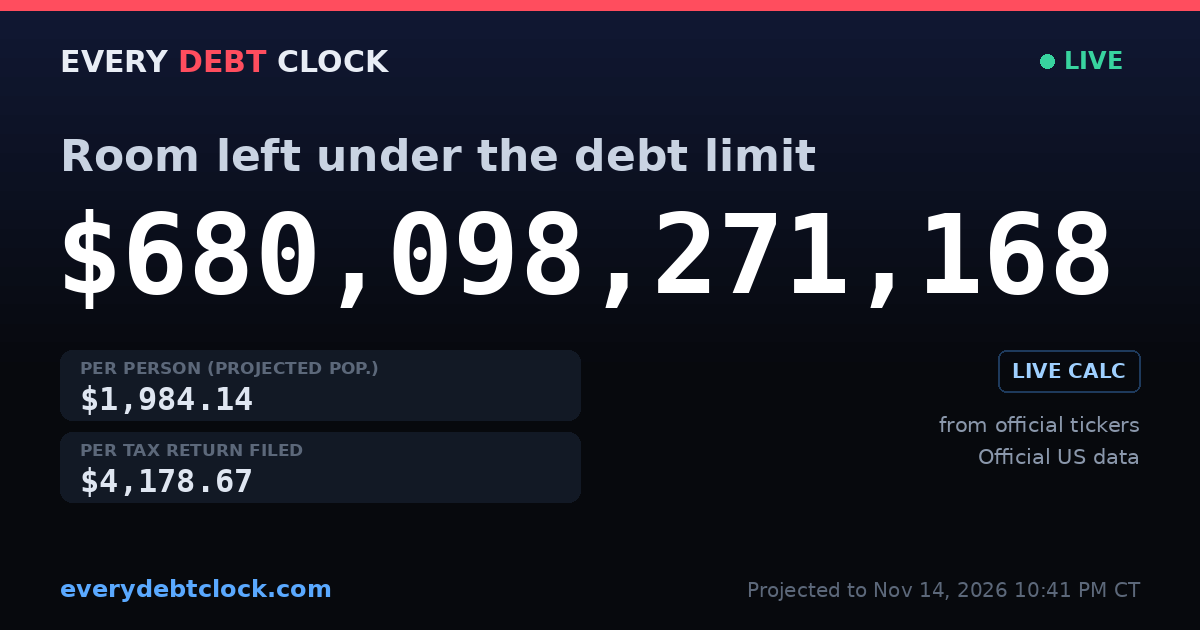 EVERY DEBT CLOCK
LIVE
Room left under the debt limit
$680,098,271,168
PER PERSON (PROJECTED POP.)
$1,984.14
PER TAX RETURN FILED
$4,178.67
LIVE CALC
from official tickers
Official US data
everydebtclock.com
Projected to Nov 14, 2026 10:41 PM CT